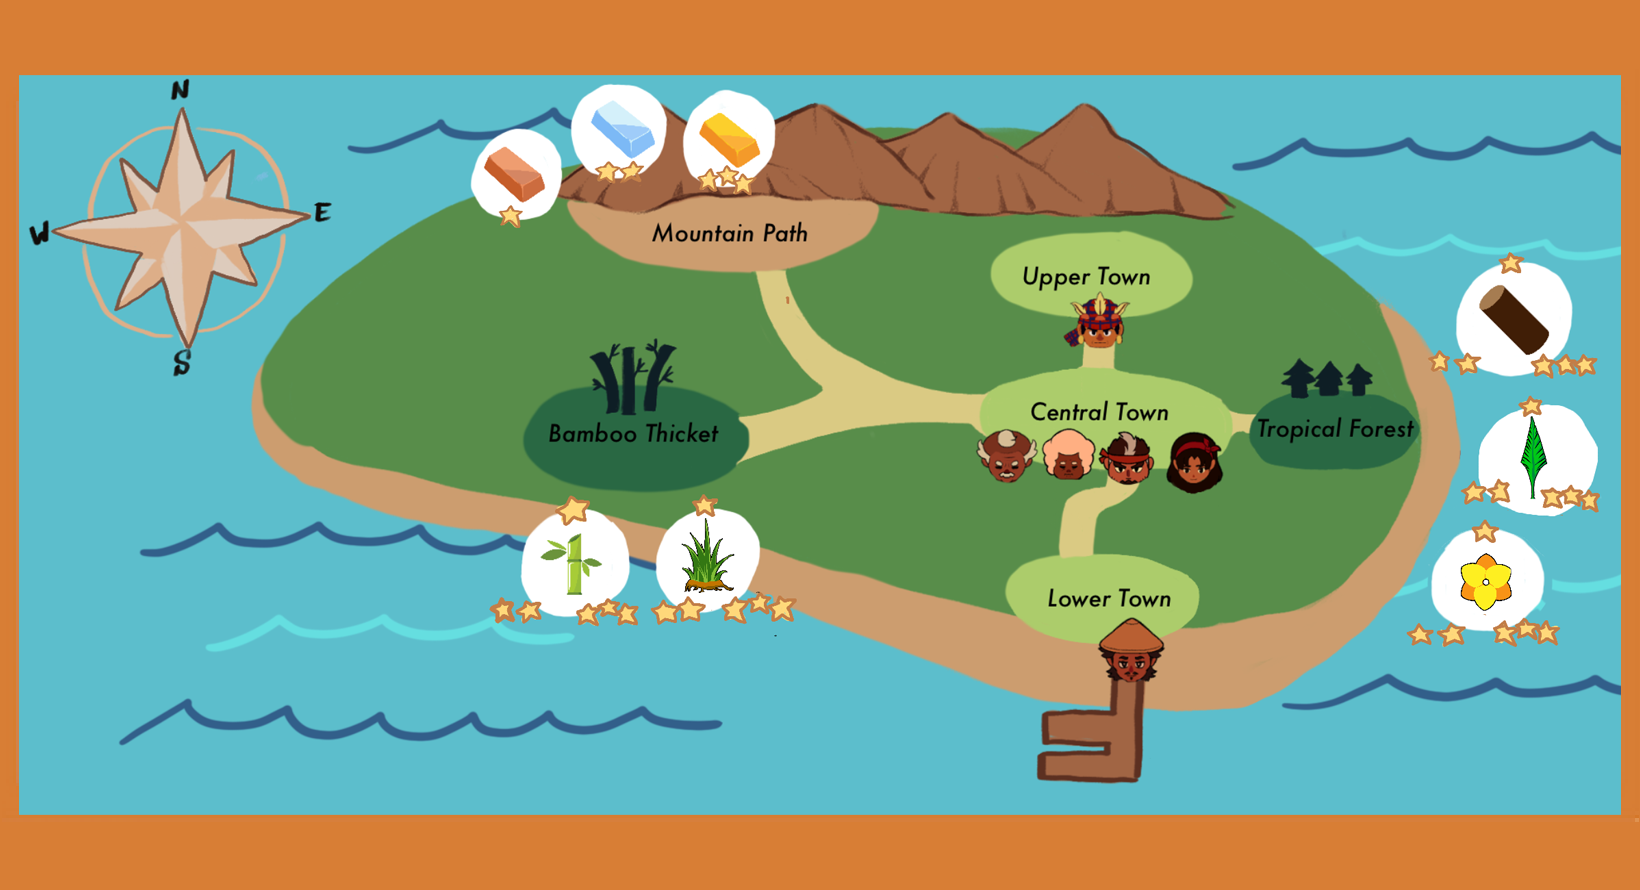 N
W
E
S
Mountain Path
Upper Town
Central Town
Bamboo Thicket
Tropical Forest
Lower Town